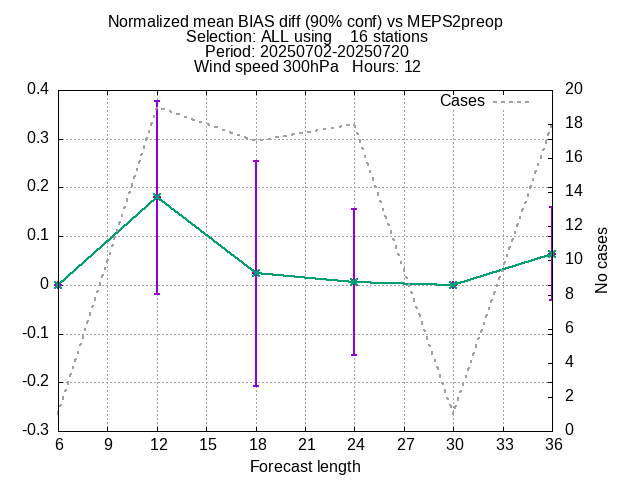 Normalized mean BIAS diff (90% conf) vs MEPS2preop
Selection: ALL using    16 stations
Period: 20250702-20250720
Wind speed 300hPa   Hours: 12
Cases
0.4
0.3
0.2
0.1
0
-0.1
-0.2
-0.3
20
18
16
14
12
10
8
6
4
2
0
No cases
6 9 12 15 18 21 24 27 30 33 36
Forecast length